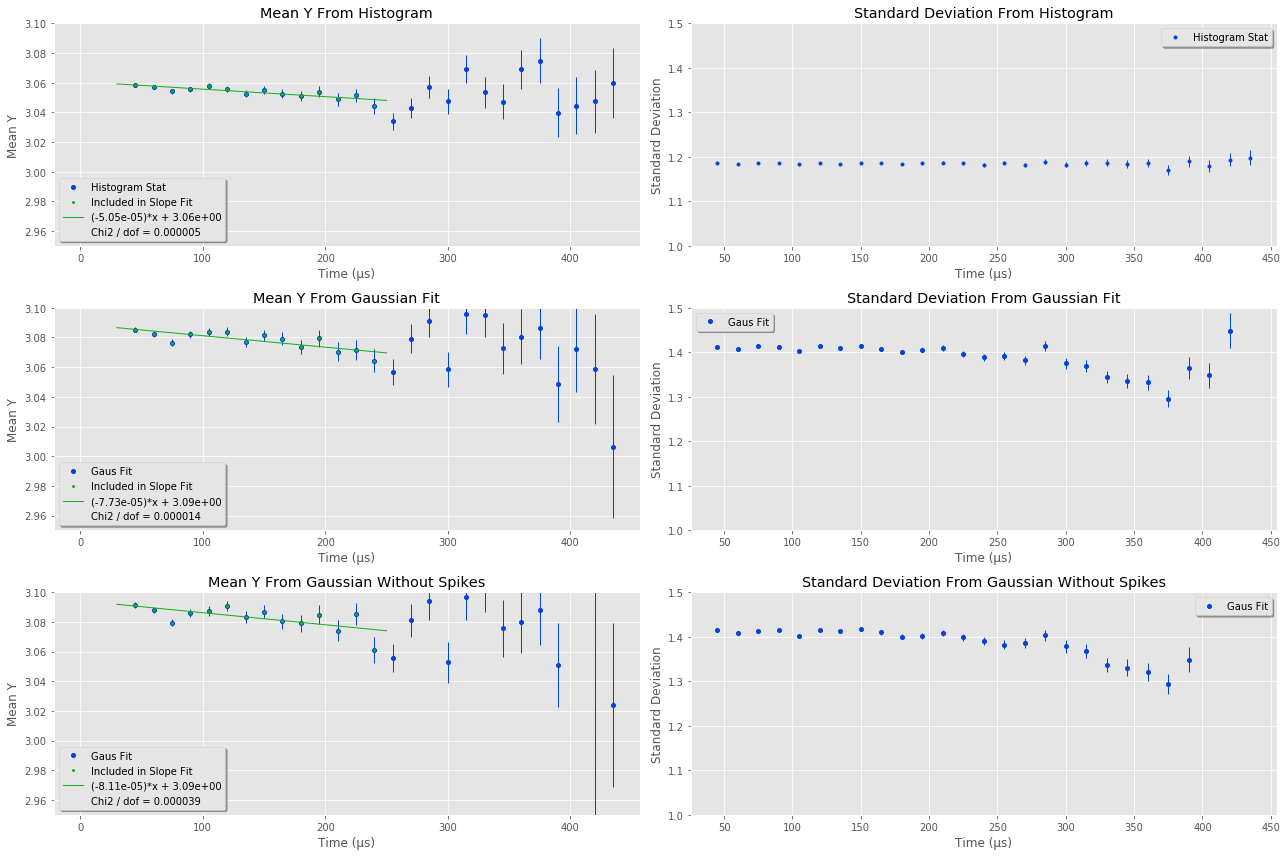 Mean Y From Histogram
3.10
3.08
3.06
3.04
3.02
3.00
2.98
2.96
Mean Y
Histogram Stat
Included in Slope Fit
(-5.05e-05)*x + 3.06e+00
Chi2 / dof = 0.000005
0 100 200 300 400
Time (μs)
Standard Deviation From Histogram
1.5
1.4
1.3
1.2
1.1
1.0
Standard Deviation
Histogram Stat
50 100 150 200 250 300 350 400 450
Time (μs)
Mean Y From Gaussian Fit
3.10
3.08
3.06
3.04
3.02
3.00
2.98
2.96
Mean Y
Gaus Fit
Included in Slope Fit
(-7.73e-05)*x + 3.09e+00
Chi2 / dof = 0.000014
0 100 200 300 400
Time (μs)
Standard Deviation From Gaussian Fit
1.5
1.4
1.3
1.2
1.1
1.0
Standard Deviation
Gaus Fit
50 100 150 200 250 300 350 400 450
Time (μs)
Mean Y From Gaussian Without Spikes
3.10
3.08
3.06
3.04
3.02
3.00
2.98
2.96
Mean Y
Gaus Fit
Included in Slope Fit
(-8.11e-05)*x + 3.09e+00
Chi2 / dof = 0.000039
0 100 200 300 400
Time (μs)
Standard Deviation From Gaussian Without Spikes
1.5
1.4
1.3
1.2
1.1
1.0
Standard Deviation
Gaus Fit
50 100 150 200 250 300 350 400 450
Time (μs)